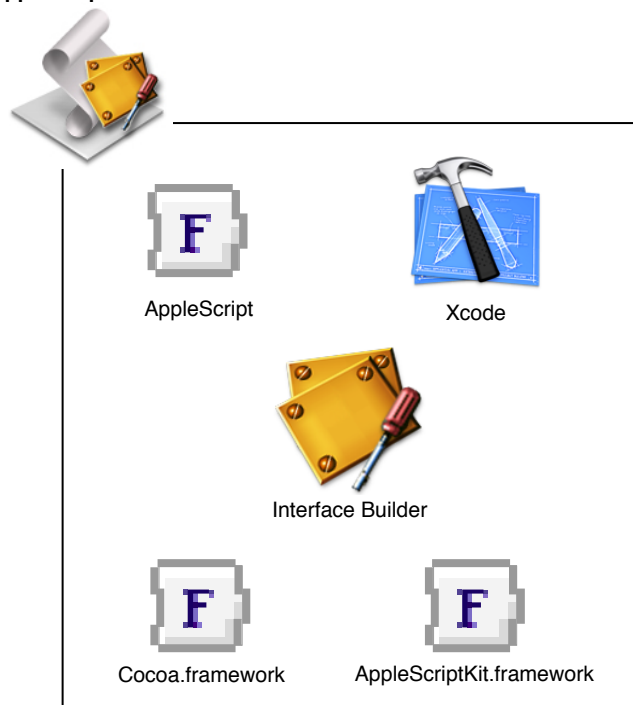 F
AppleScript
Xcode
Interface Builder
F
F
Cocoa.framework
AppleScriptKit.framework